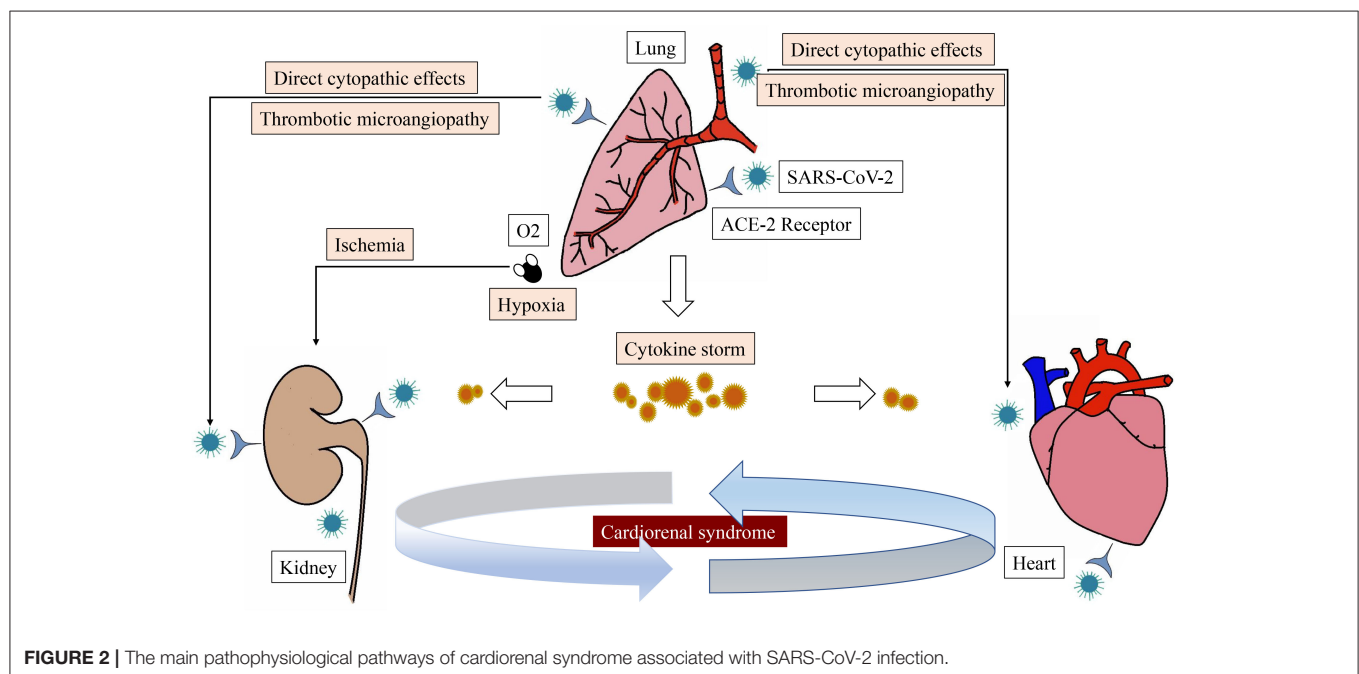 Lung
Direct cytopathic effects
Thrombotic microangiopathy
Direct cytopathic effects
Thrombotic microangiopathy
SARS-CoV-2
ACE-2 Receptor
O2
Ischemia
Hypoxia
Cytokine storm
Cardiorenal syndrome
Kidney
Heart
FIGURE 2 | The main pathophysiological pathways of cardiorenal syndrome associated with SARS-CoV-2 infection.